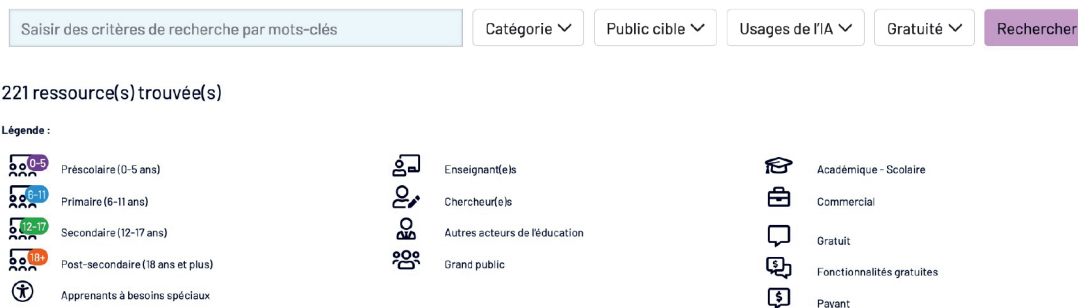 Saisir des critères de recherche par mots-clés
Catégorie
Public cible
Usages de l'IA
Gratuité
Rechercher
221 ressource(s) trouvée(s)
Légende :
0-5 Préscolaire (0-5 ans)
6-11 Primaire (6-11 ans)
12-17 Secondaire (12-17 ans)
18+ Post-secondaire (18 ans et plus)
Apprenants à besoins spéciaux
Enseignant(e)s
Chercheur(e)s
Autres acteurs de l'éducation
Grand public
Académique - Scolaire
Commercial
Gratuit
Fonctionnalités gratuites
Payant